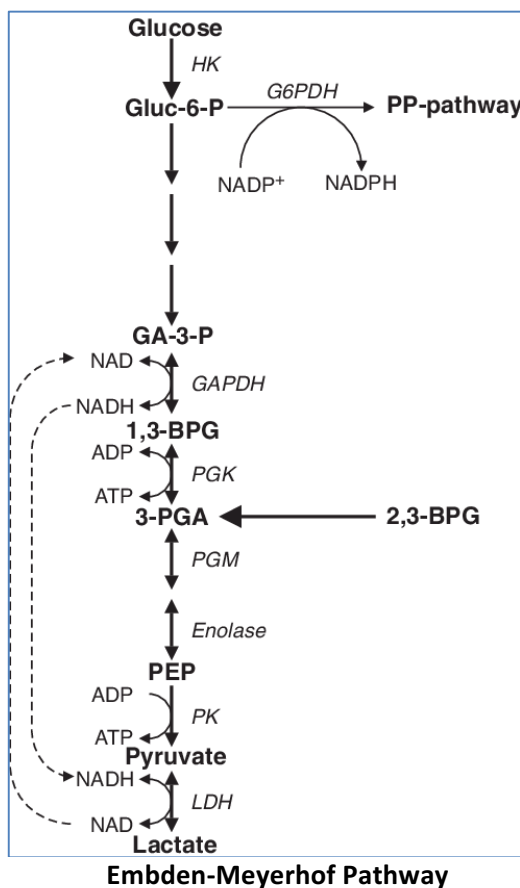 Glucose
HK
G6PDH
Gluc-6-P
PP-pathway
NADP+
NADPH
GA-3-P
NAD
GAPDH
NADH
1,3-BPG
ADP
PGK
ATP
3-PGA
2,3-BPG
PGM
Enolase
PEP
ADP
PK
ATP
Pyruvate
NADH
LDH
NAD
Lactate
Embden-Meyerhof Pathway